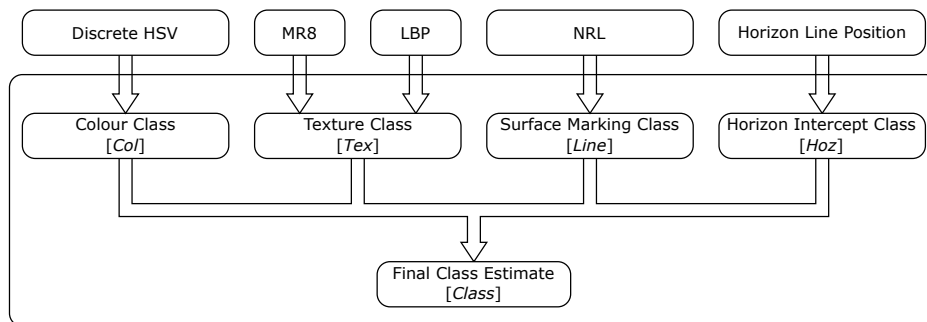 Discrete HSV
MR8
LBP
NRL
Horizon Line Position
Colour Class
[Col]
Texture Class
[Tex]
Surface Marking Class
[Line]
Horizon Intercept Class
[Hoz]
Final Class Estimate
[Class]